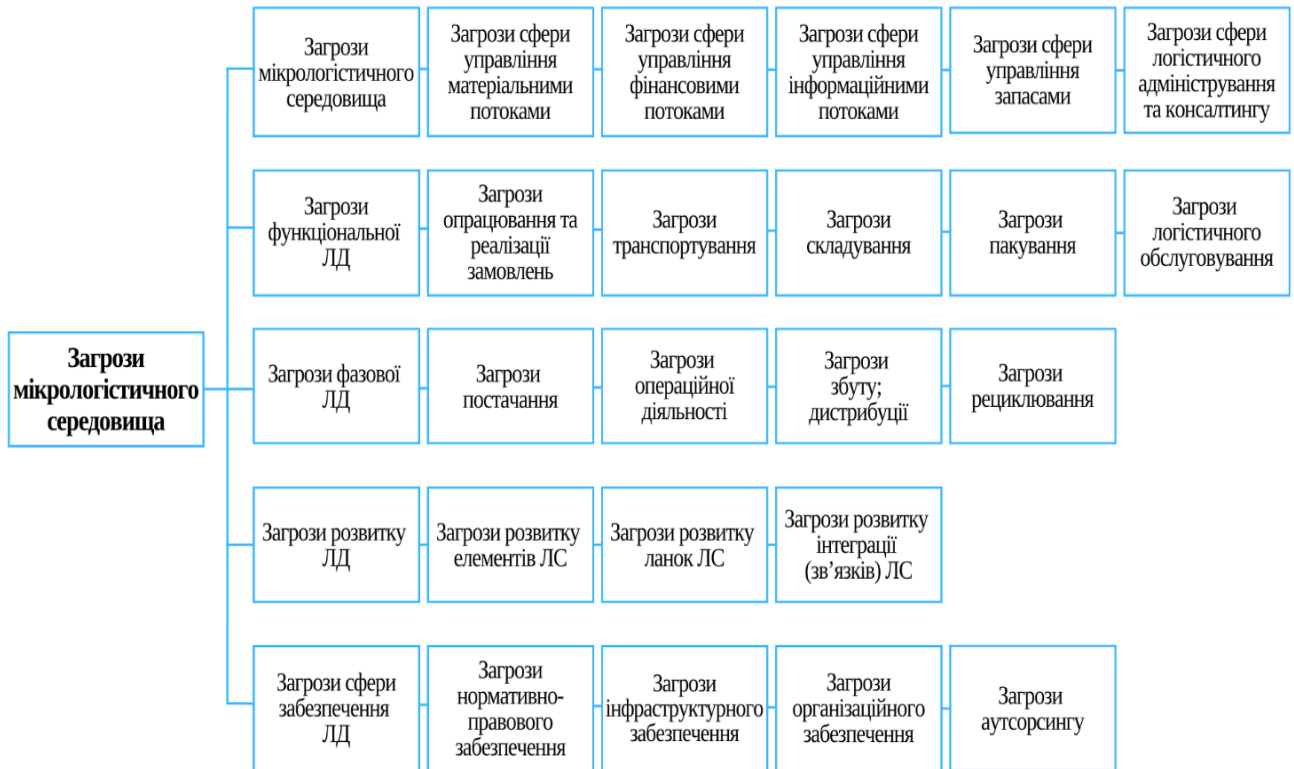 Загрози
мікрологістичного
середовища
Загрози
мікрологістичного
середовища
Загрози сфери
управління
матеріальними
потоками
Загрози сфери
управління
фінансовими
потоками
Загрози сфери
управління
інформаційними
потоками
Загрози сфери
управління
запасами
Загрози сфери
логістичного
адміністрування
та консалтингу
Загрози
функціональної
ЛД
Загрози
опрацювання та
реалізації
замовлень
Загрози
транспортування
Загрози
складування
Загрози
пакування
Загрози
логістичного
обслуговування
Загрози фазової
ЛД
Загрози
постачання
Загрози
операційної
діяльності
Загрози
збуту;
дистрибуції
Загрози
рециклювання
Загрози розвитку
ЛД
Загрози розвитку
елементів ЛС
Загрози розвитку
ланок ЛС
Загрози розвитку
інтеграції
(зв’язків) ЛС
Загрози сфери
забезпечення
ЛД
Загрози
нормативно-
правового
забезпечення
Загрози
інфраструктурного
забезпечення
Загрози
організаційного
забезпечення
Загрози
аутсорсингу